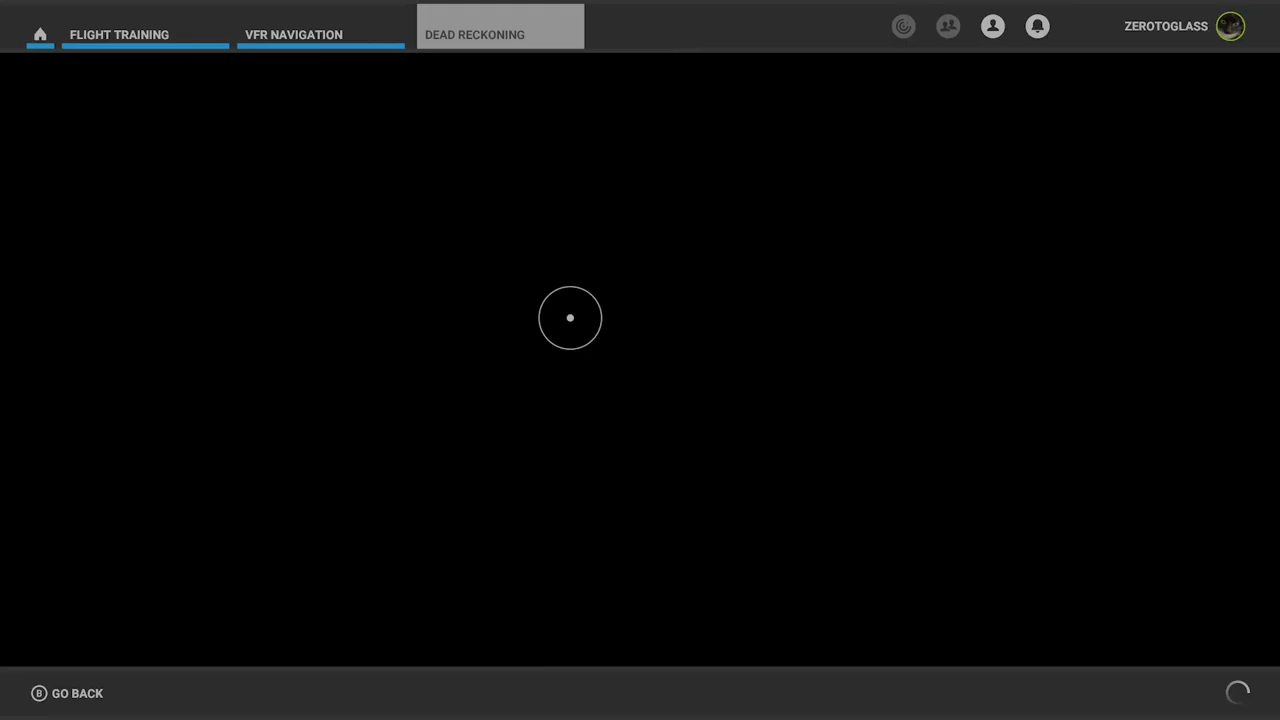 FLIGHT TRAINING
VFR NAVIGATION
DEAD RECKONING
ZEROTOGLASS
B GO BACK